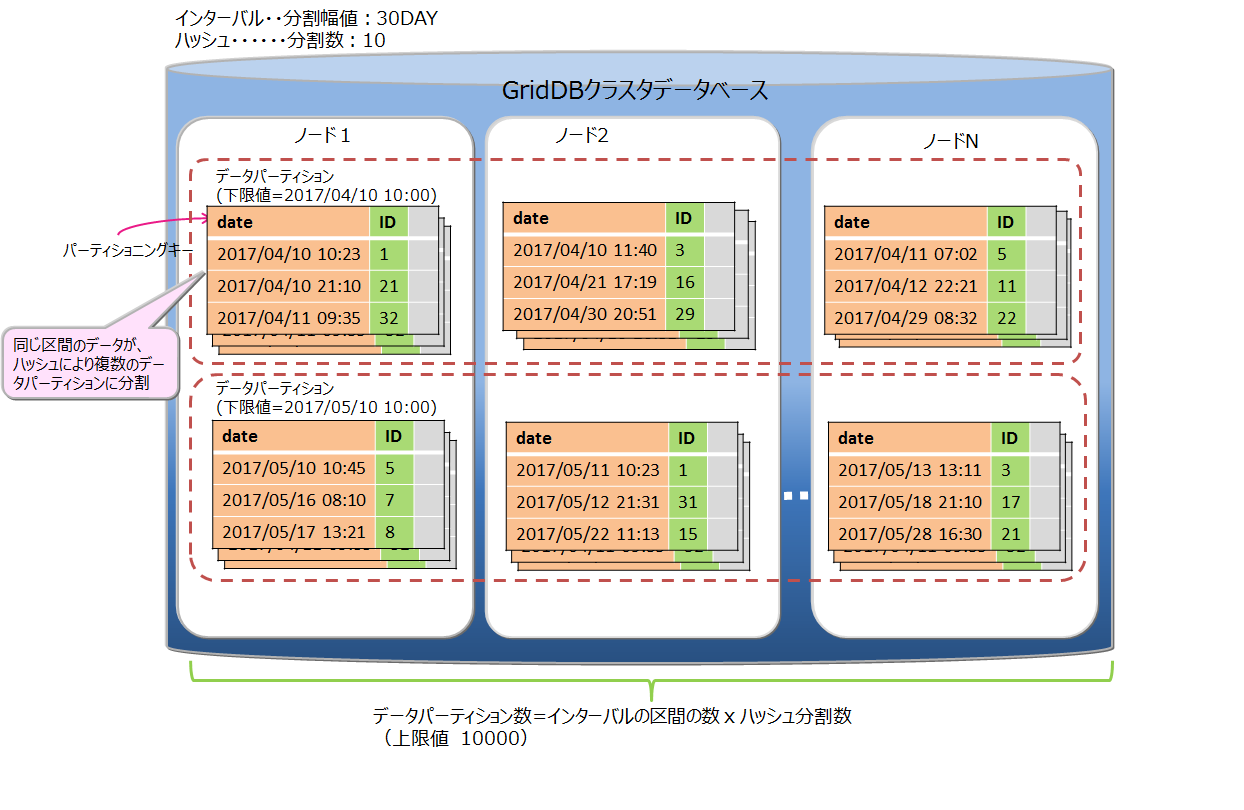 インターバル・・分割幅値：30DAY
ハッシュ・・・・・・分割数：10
GridDBクラスタデータベース
ノード1
ノード2
ノードN
データパーティション
(下限値=2017/04/10 10:00)
パーティショニングキー
date ID
2017/04/10 10:23 1
2017/04/10 21:10 21
2017/04/11 09:35 32
date ID
2017/04/10 11:40 3
2017/04/21 17:19 16
2017/04/30 20:51 29
date ID
2017/04/11 07:02 5
2017/04/12 22:21 11
2017/04/29 08:32 22
同じ区間のデータが、
ハッシュにより複数のデー
タパーティションに分割
データパーティション
(下限値=2017/05/10 10:00)
date ID
2017/05/10 10:45 5
2017/05/16 08:10 7
2017/05/17 13:21 8
date ID
2017/05/11 10:23 1
2017/05/12 21:31 31
2017/05/22 11:13 15
date ID
2017/05/13 13:11 3
2017/05/18 21:10 17
2017/05/28 16:30 21
データパーティション数=インターバルの区間の数 x ハッシュ分割数
（上限値 10000）